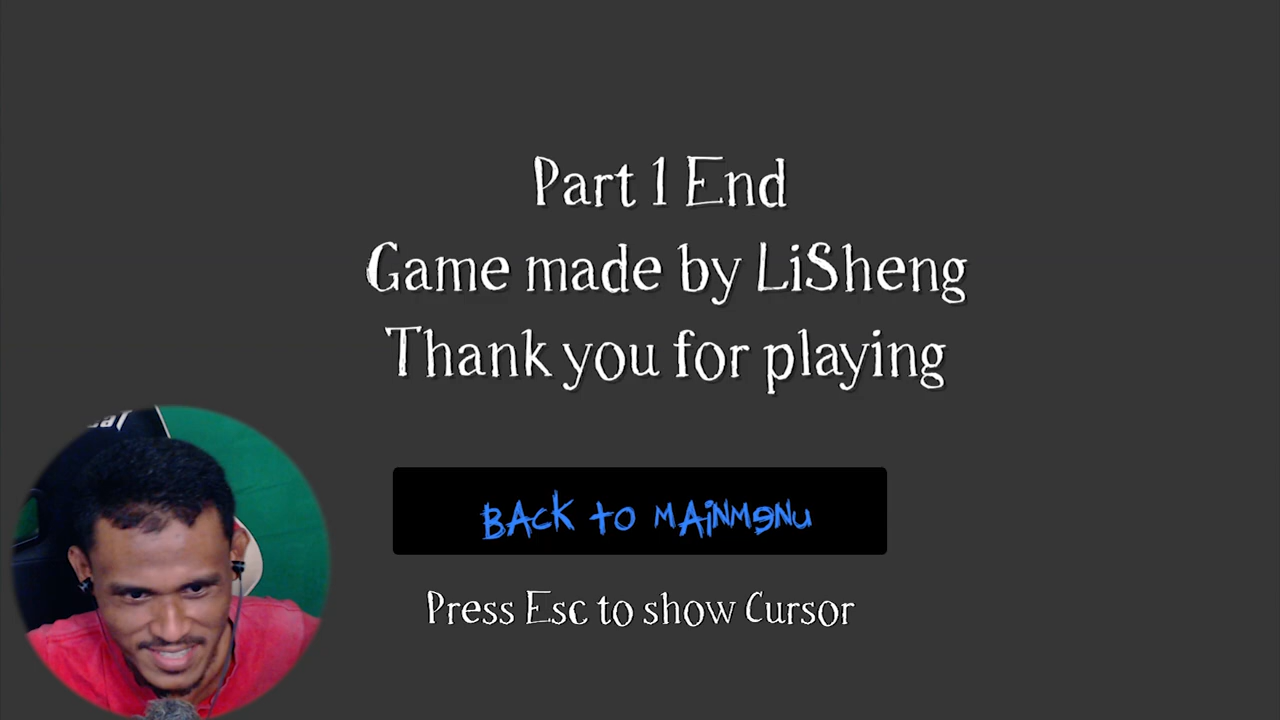 Part 1 End
Game made by LiSheng
Thank you for playing
BACK to MAiNMeNu
Press Esc to show Cursor